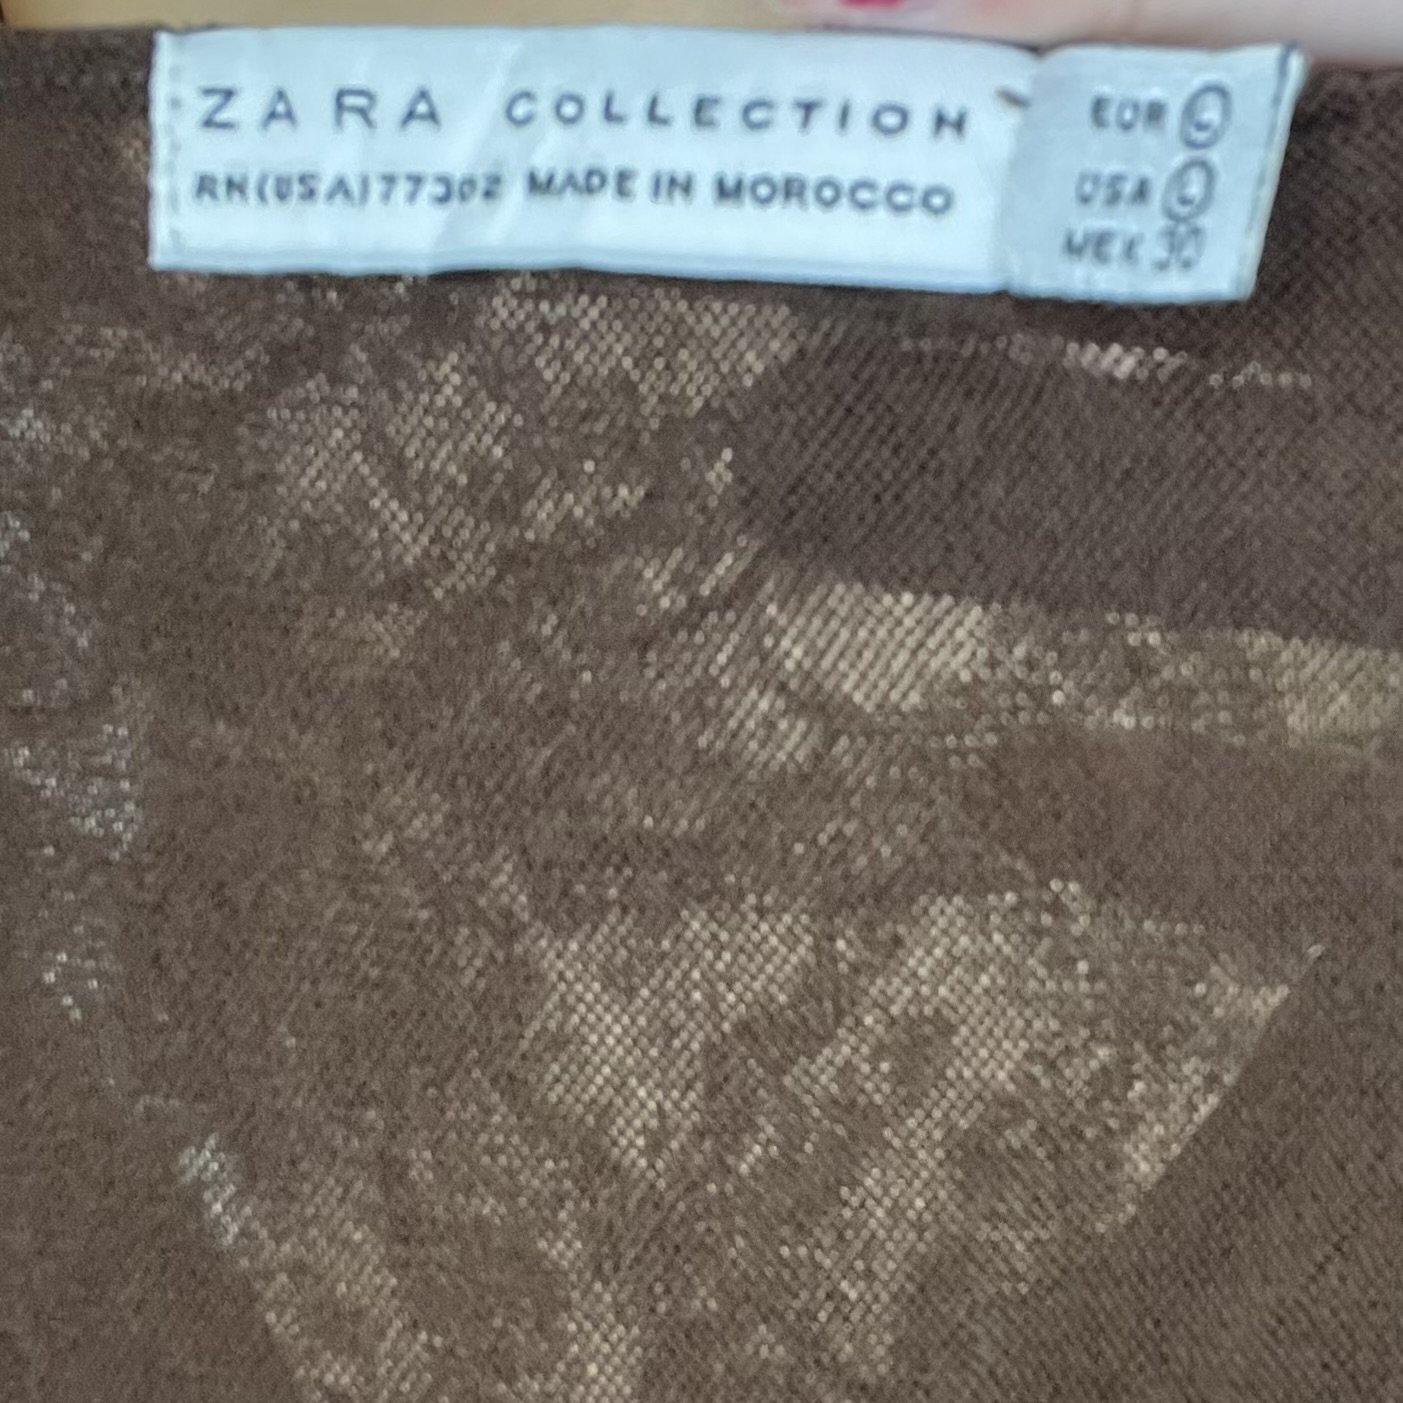 ZARA COLLECTION
RN(USA)77302 MADE IN MOROCCO
EUR L
USA L
MEX 30